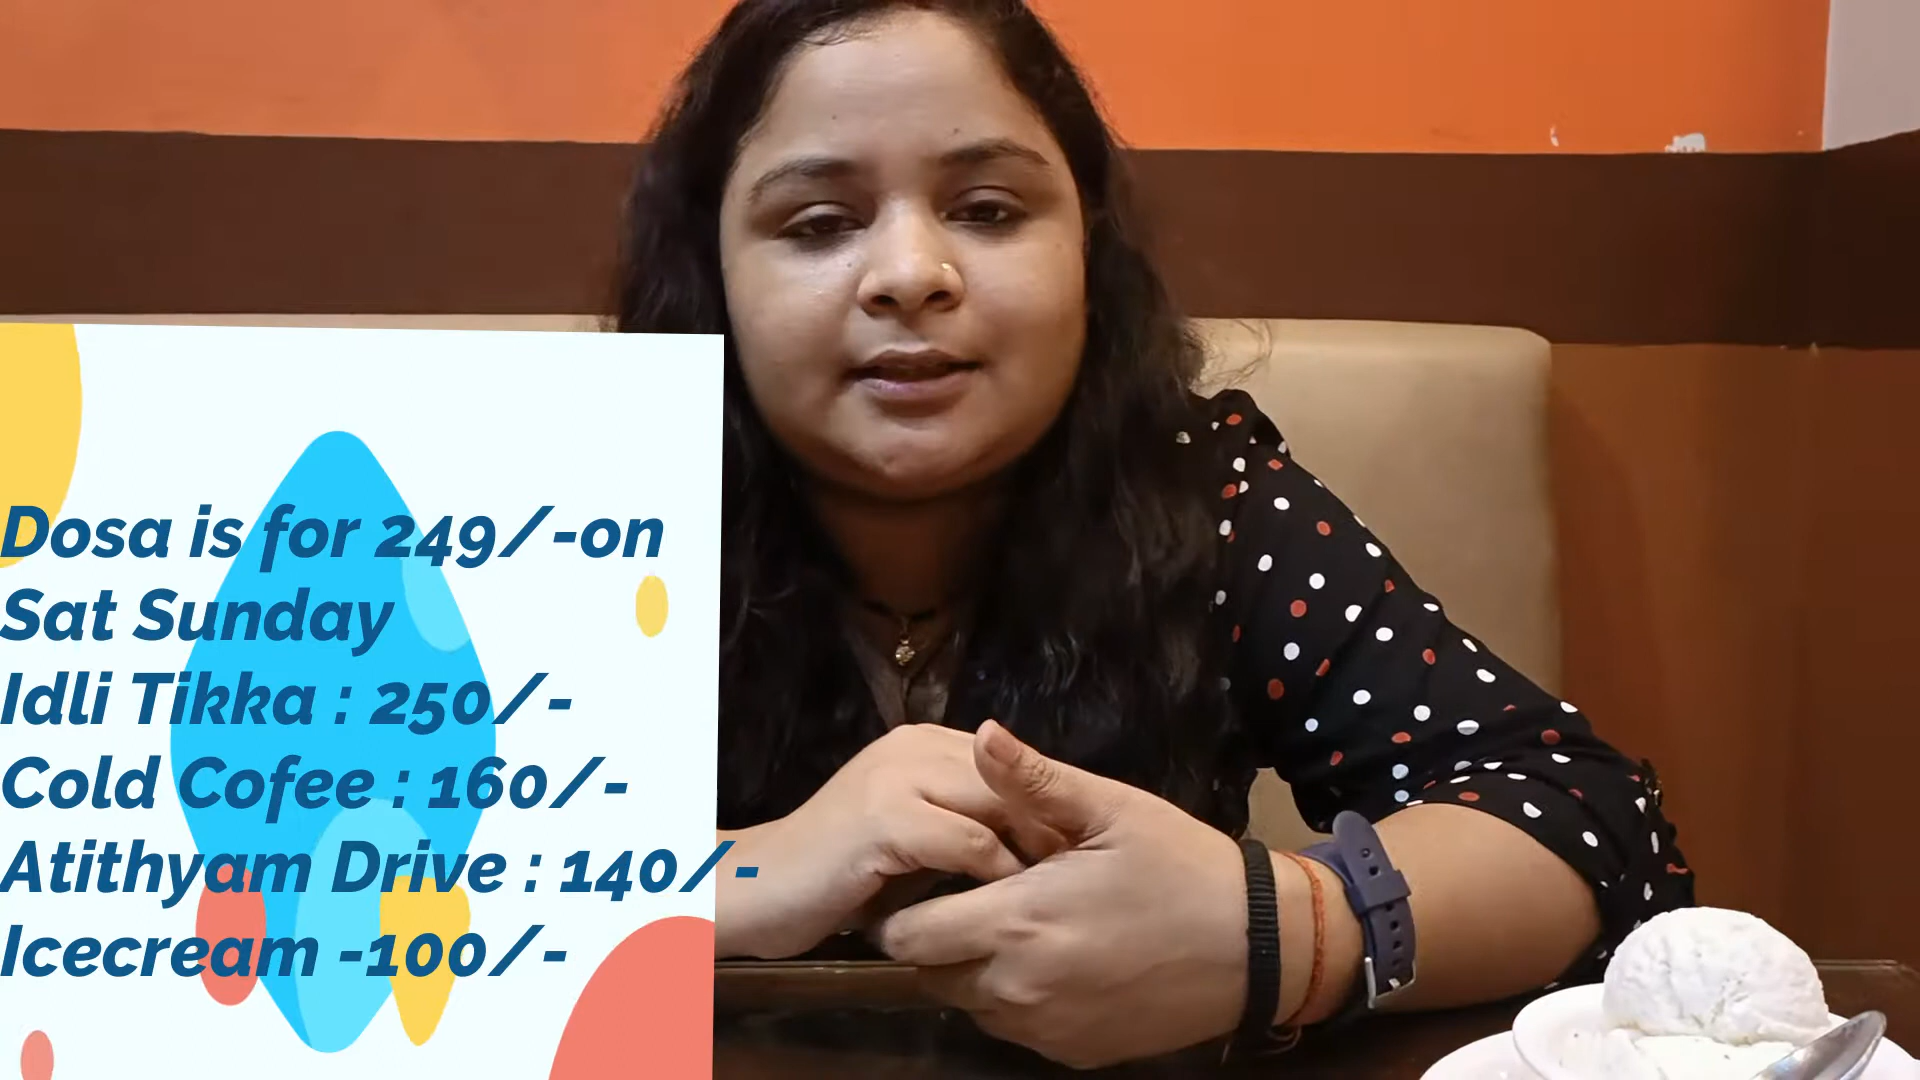 Dosa is for 249/-on
Sat Sunday
Idli Tikka : 250/-
Cold Cofee : 160/-
Atithyam Drive : 140/-
Icecream -100/-